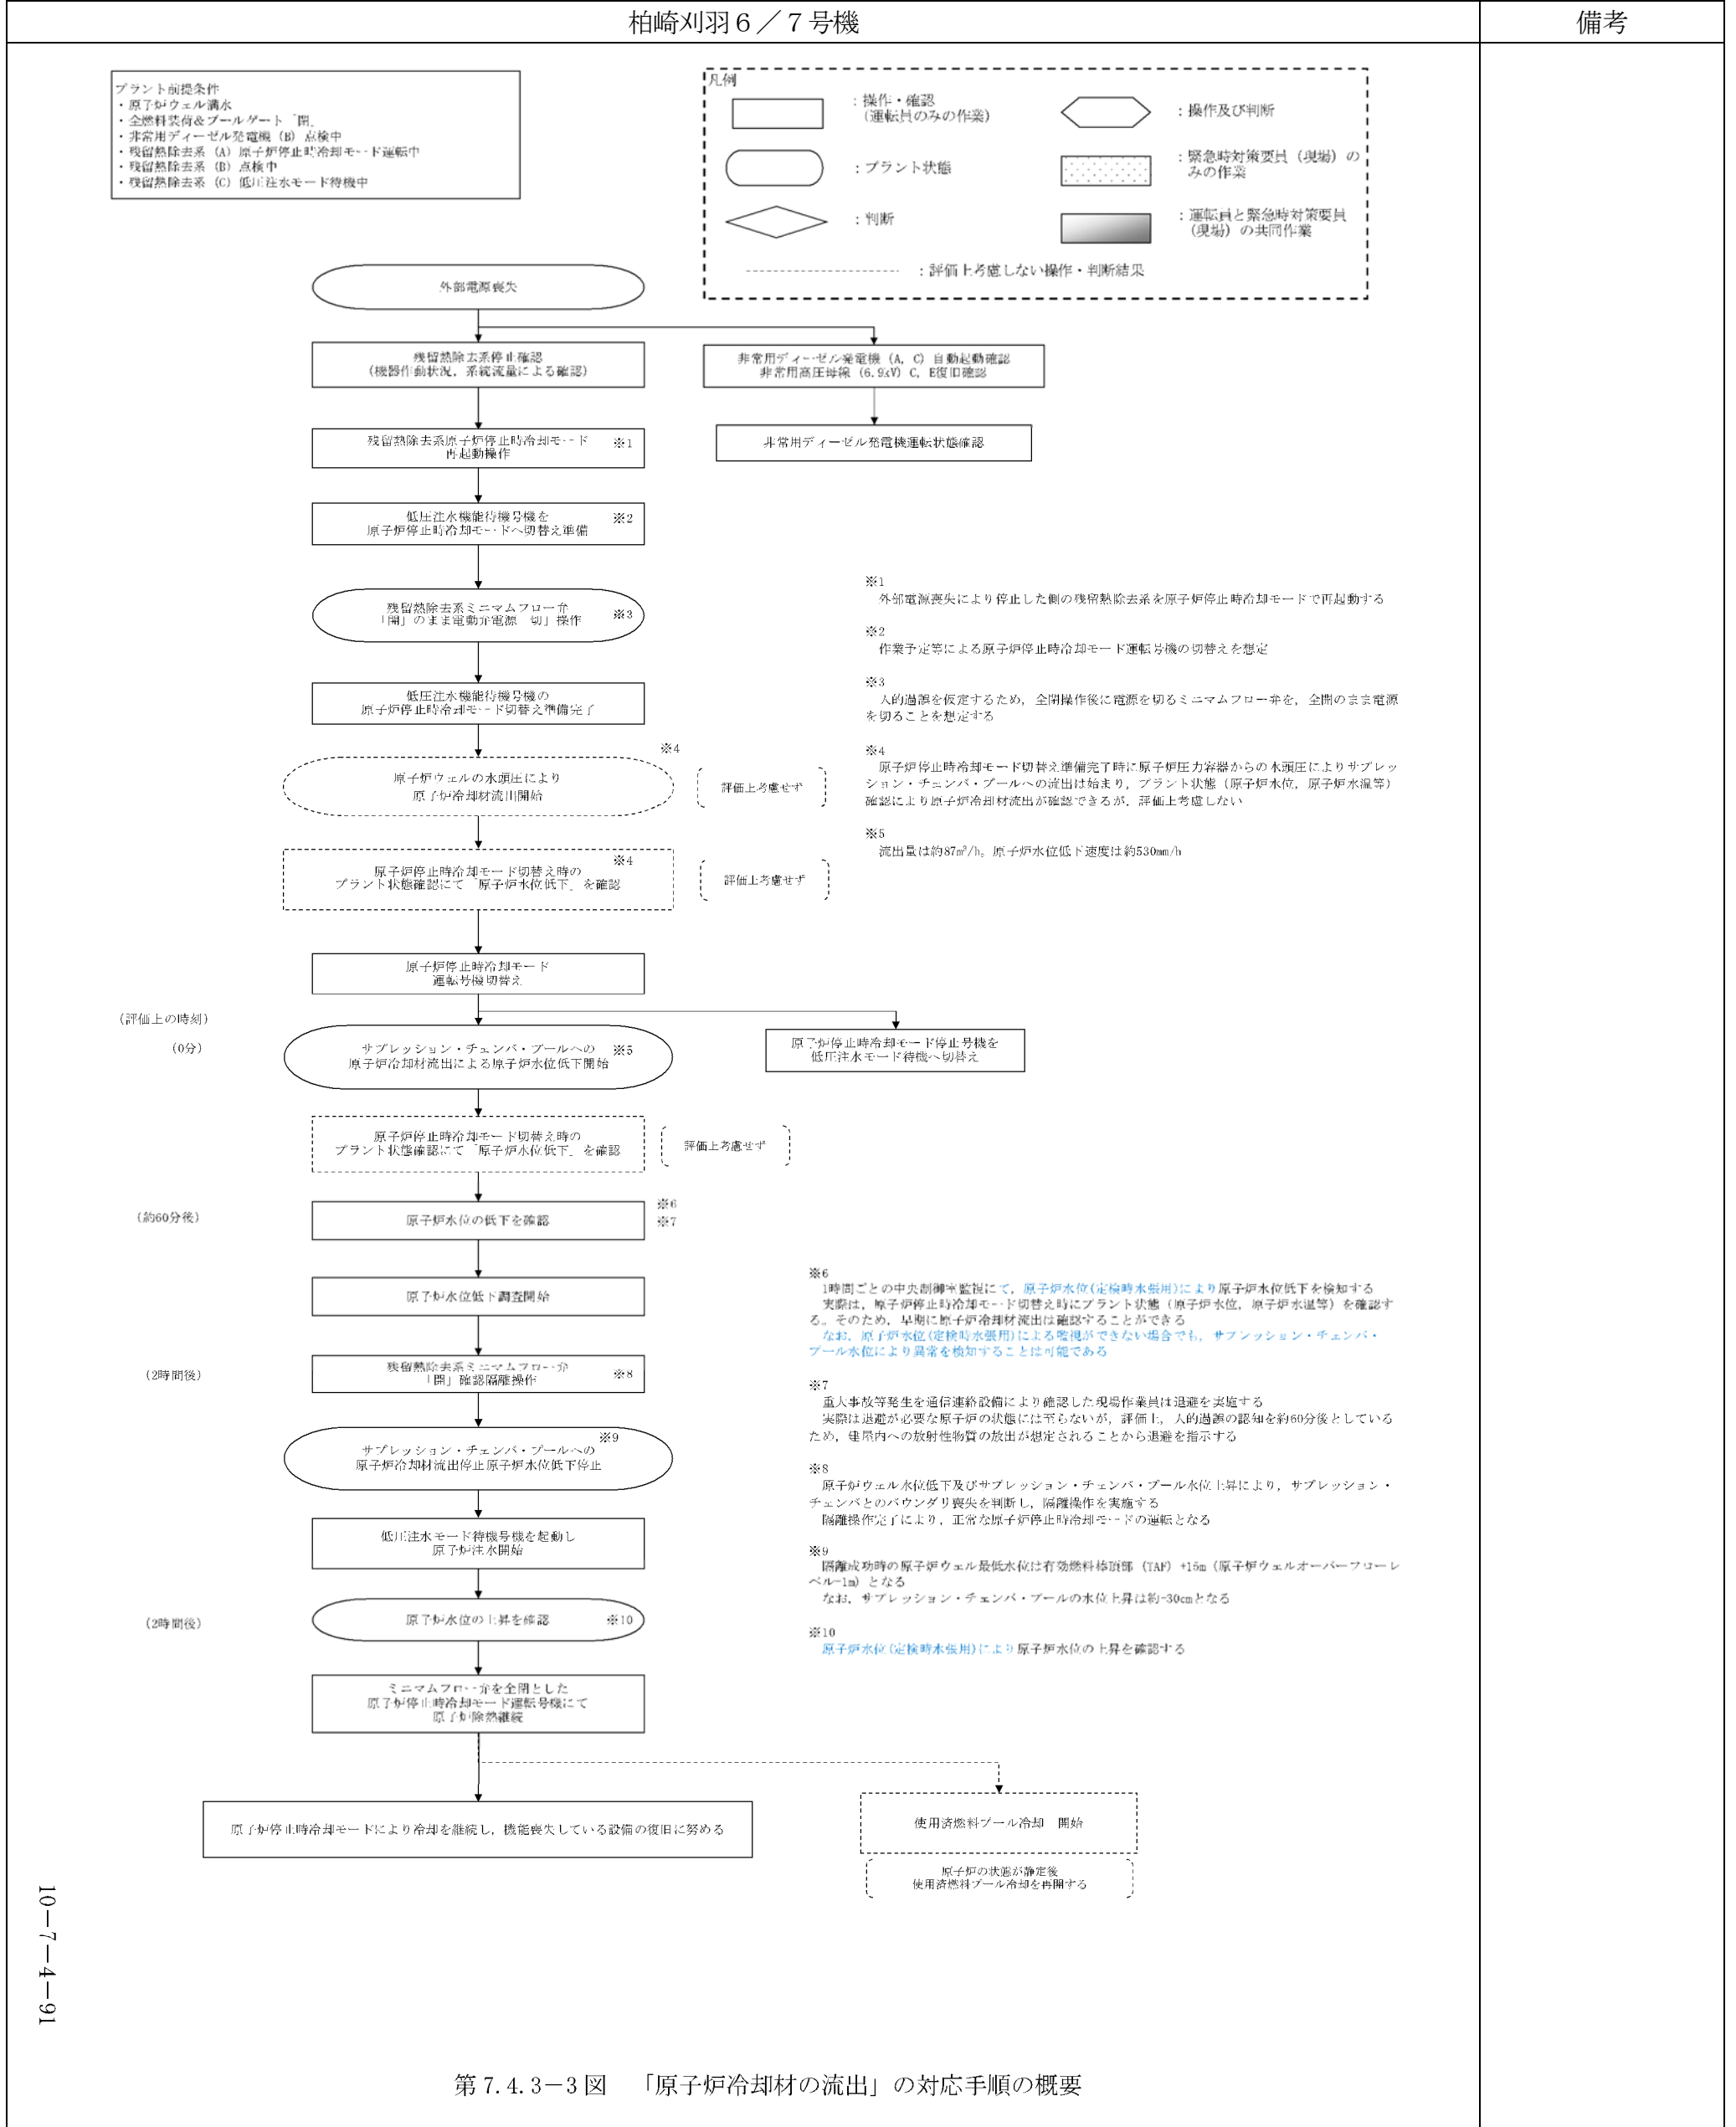 柏崎刈羽６／７号機
備考
プラント前提条件
・原子炉ウェル満水
・全燃料装荷＆プールゲート「開」
・非常用ディーゼル発電機 (B) 点検中
・残留熱除去系 (A) 原子炉停止時冷却モード運転中
・残留熱除去系 (B) 点検中
・残留熱除去系 (C) 低圧注水モード待機中
凡例
：操作・確認
（運転員のみの作業）
：操作及び判断
：プラント状態
：緊急時対策要員（現場）の
みの作業
：判断
：運転員と緊急時対策要員
（現場）の共同作業
：評価上考慮しない操作・判断結果
外部電源喪失
残留熱除去系停止確認
（機器作動状況，系統流量による確認）
非常用ディーゼル発電機 (A, C) 自動起動確認
非常用高圧母線 (6.9kV) C, E復旧確認
残留熱除去系原子炉停止時冷却モード
再起動操作
※1
非常用ディーゼル発電機運転状態確認
低圧注水機能待機号機を
原子炉停止時冷却モードへ切替え準備
※2
残留熱除去系ミニマムフロー弁
「開」のまま電動弁電源「切」操作
※3
低圧注水機能待機号機の
原子炉停止時冷却モード切替え準備完了
※1
外部電源喪失により停止した側の残留熱除去系を原子炉停止時冷却モードで再起動する
※2
作業予定等による原子炉停止時冷却モード運転号機の切替えを想定
※3
人的過誤を仮定するため，全閉操作後に電源を切るミニマムフロー弁を，全開のまま電源
を切ることを想定する
※4
原子炉停止時冷却モード切替え準備完了時に原子炉圧力容器からの水頭圧によりサプレッ
ション・チェンバ・プールへの流出は始まり，プラント状態（原子炉水位，原子炉水温等）
確認により原子炉冷却材流出が確認できるが，評価上考慮しない
※5
流出量は約87m³/h。原子炉水位低下速度は約530mm/h
※4
原子炉ウェルの水頭圧により
原子炉冷却材流出開始
評価上考慮せず
※4
原子炉停止時冷却モード切替え時の
プラント状態確認にて「原子炉水位低下」を確認
評価上考慮せず
原子炉停止時冷却モード
運転号機切替え
（評価上の時刻）
（0分）
サプレッション・チェンバ・プールへの
原子炉冷却材流出による原子炉水位低下開始
※5
原子炉停止時冷却モード停止号機を
低圧注水モード待機へ切替え
原子炉停止時冷却モード切替え時の
プラント状態確認にて「原子炉水位低下」を確認
評価上考慮せず
（約60分後）
原子炉水位の低下を確認
※6
※7
原子炉水位低下調査開始
（2時間後）
残留熱除去系ミニマムフロー弁
「開」確認隔離操作
※8
サプレッション・チェンバ・プールへの
原子炉冷却材流出停止原子炉水位低下停止
※9
低圧注水モード待機号機を起動し
原子炉注水開始
（2時間後）
原子炉水位の上昇を確認
※10
ミニマムフロー弁を全閉とした
原子炉停止時冷却モード運転号機にて
原子炉除熱継続
※6
1時間ごとの中央制御室監視にて，原子炉水位(定検時水張用)により原子炉水位低下を検知する
実際は，原子炉停止時冷却モード切替え時にプラント状態（原子炉水位，原子炉水温等）を確認す
る。そのため，早期に原子炉冷却材流出は確認することができる
なお，原子炉水位(定検時水張用)による監視ができない場合でも，サプレッション・チェンバ・
プール水位により異常を検知することは可能である
※7
重大事故等発生を通信連絡設備により確認した現場作業員は退避を実施する
実際は退避が必要な原子炉の状態には至らないが，評価上，人的過誤の認知を約60分後としている
ため，建屋内への放射性物質の放出が想定されることから退避を指示する
※8
原子炉ウェル水位低下及びサプレッション・チェンバ・プール水位上昇により，サプレッション・
チェンバとのバウンダリ喪失を判断し，隔離操作を実施する
隔離操作完了により，正常な原子炉停止時冷却モードの運転となる
※9
隔離成功時の原子炉ウェル最低水位は有効燃料棒頂部 (TAF) +15m（原子炉ウェルオーバーフローレ
ベル-1m）となる
なお，サプレッション・チェンバ・プールの水位上昇は約+30cmとなる
※10
原子炉水位(定検時水張用)により原子炉水位の上昇を確認する
原子炉停止時冷却モードにより冷却を継続し，機能喪失している設備の復旧に努める
使用済燃料プール冷却　開始
原子炉の状態が静定後
使用済燃料プール冷却を再開する
10－7－4－91
第 7.4.3－3 図　「原子炉冷却材の流出」の対応手順の概要